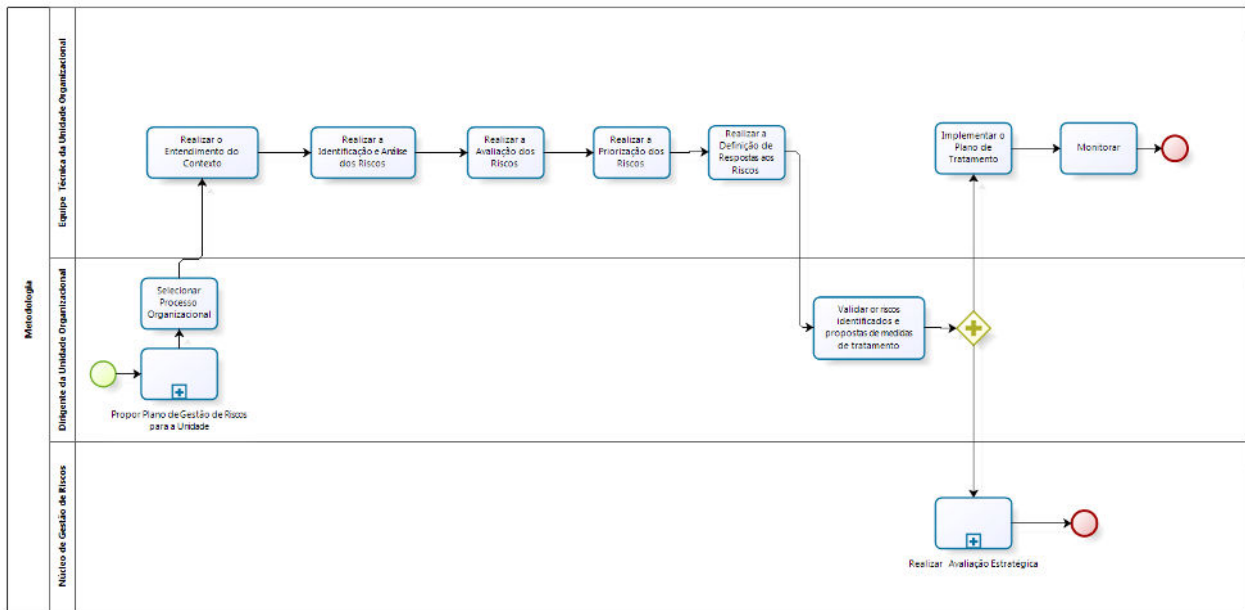 Metodologia
Equipe Técnica da Unidade Organizacional
Realizar o
Entendimento do
Contexto
Realizar a
Identificação e Análise
dos Riscos
Realizar a
Avaliação dos
Riscos
Realizar a
Priorização dos
Riscos
Realizar a
Definição de
Respostas aos
Riscos
Implementar o
Plano de
Tratamento
Monitorar
Dirigente da Unidade Organizacional
Selecionar
Processo
Organizacional
Propor Plano de Gestão de Riscos
para a Unidade
Validar or riscos
identificados e
propostas de medidas
de tratamento
Núcleo de Gestão de Riscos
Realizar Avaliação Estratégica